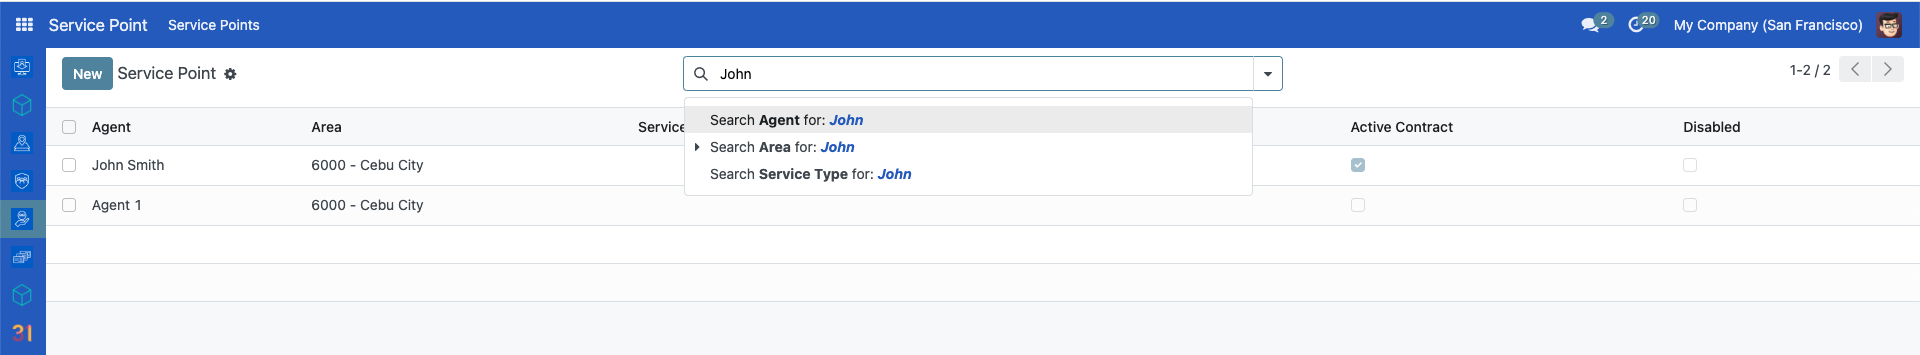 Service Point Service Points 2 20 My Company (San Francisco)
New Service Point John 1-2 / 2
Search Agent for: John
Agent Area Service Active Contract Disabled
Search Area for: John
John Smith 6000 - Cebu City
Search Service Type for: John
Agent 1 6000 - Cebu City
31